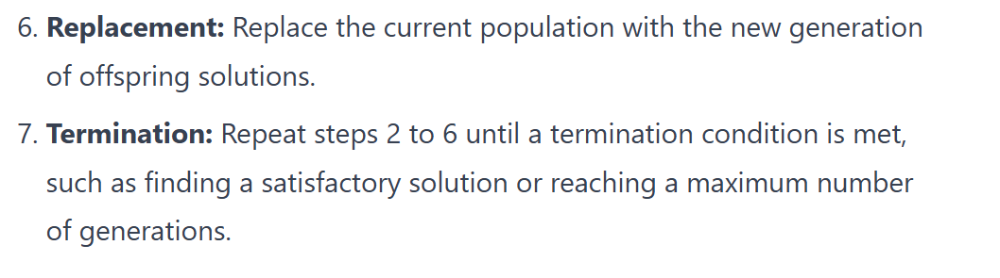 6. Replacement: Replace the current population with the new generation
of offspring solutions.
7. Termination: Repeat steps 2 to 6 until a termination condition is met,
such as finding a satisfactory solution or reaching a maximum number
of generations.